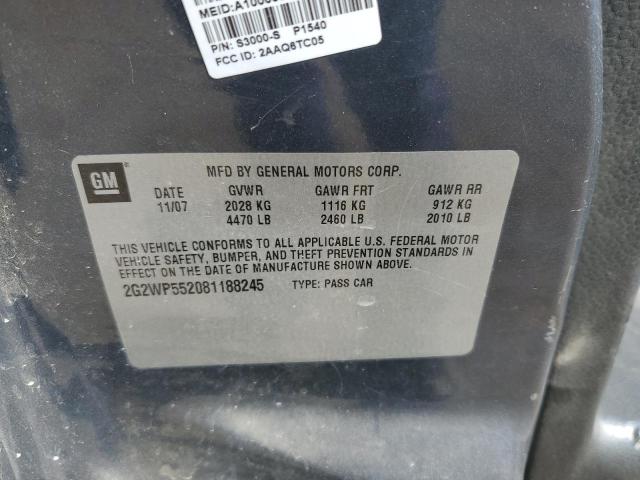 MEID:A10000
P/N: S3000-S P1540
FCC ID: 2AAQ6TC05
GM
MFD BY GENERAL MOTORS CORP.
DATE GVWR GAWR FRT GAWR RR
11/07 2028 KG 1116 KG 912 KG
4470 LB 2460 LB 2010 LB
THIS VEHICLE CONFORMS TO ALL APPLICABLE U.S. FEDERAL MOTOR
VEHICLE SAFETY, BUMPER, AND THEFT PREVENTION STANDARDS IN
EFFECT ON THE DATE OF MANUFACTURE SHOWN ABOVE.
2G2WP552081188245 TYPE: PASS CAR